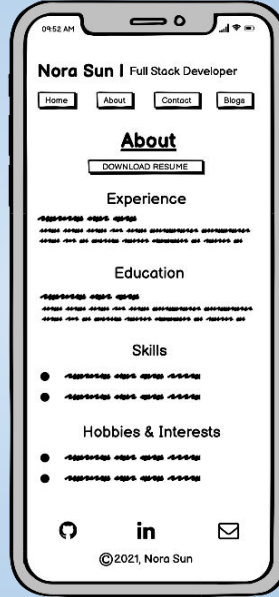 09:52 AM
Nora Sun | Full Stack Developer
Home About Contact Blogs
About
DOWNLOAD RESUME
Experience
Education
Skills
Hobbies & Interests
in
©2021, Nora Sun